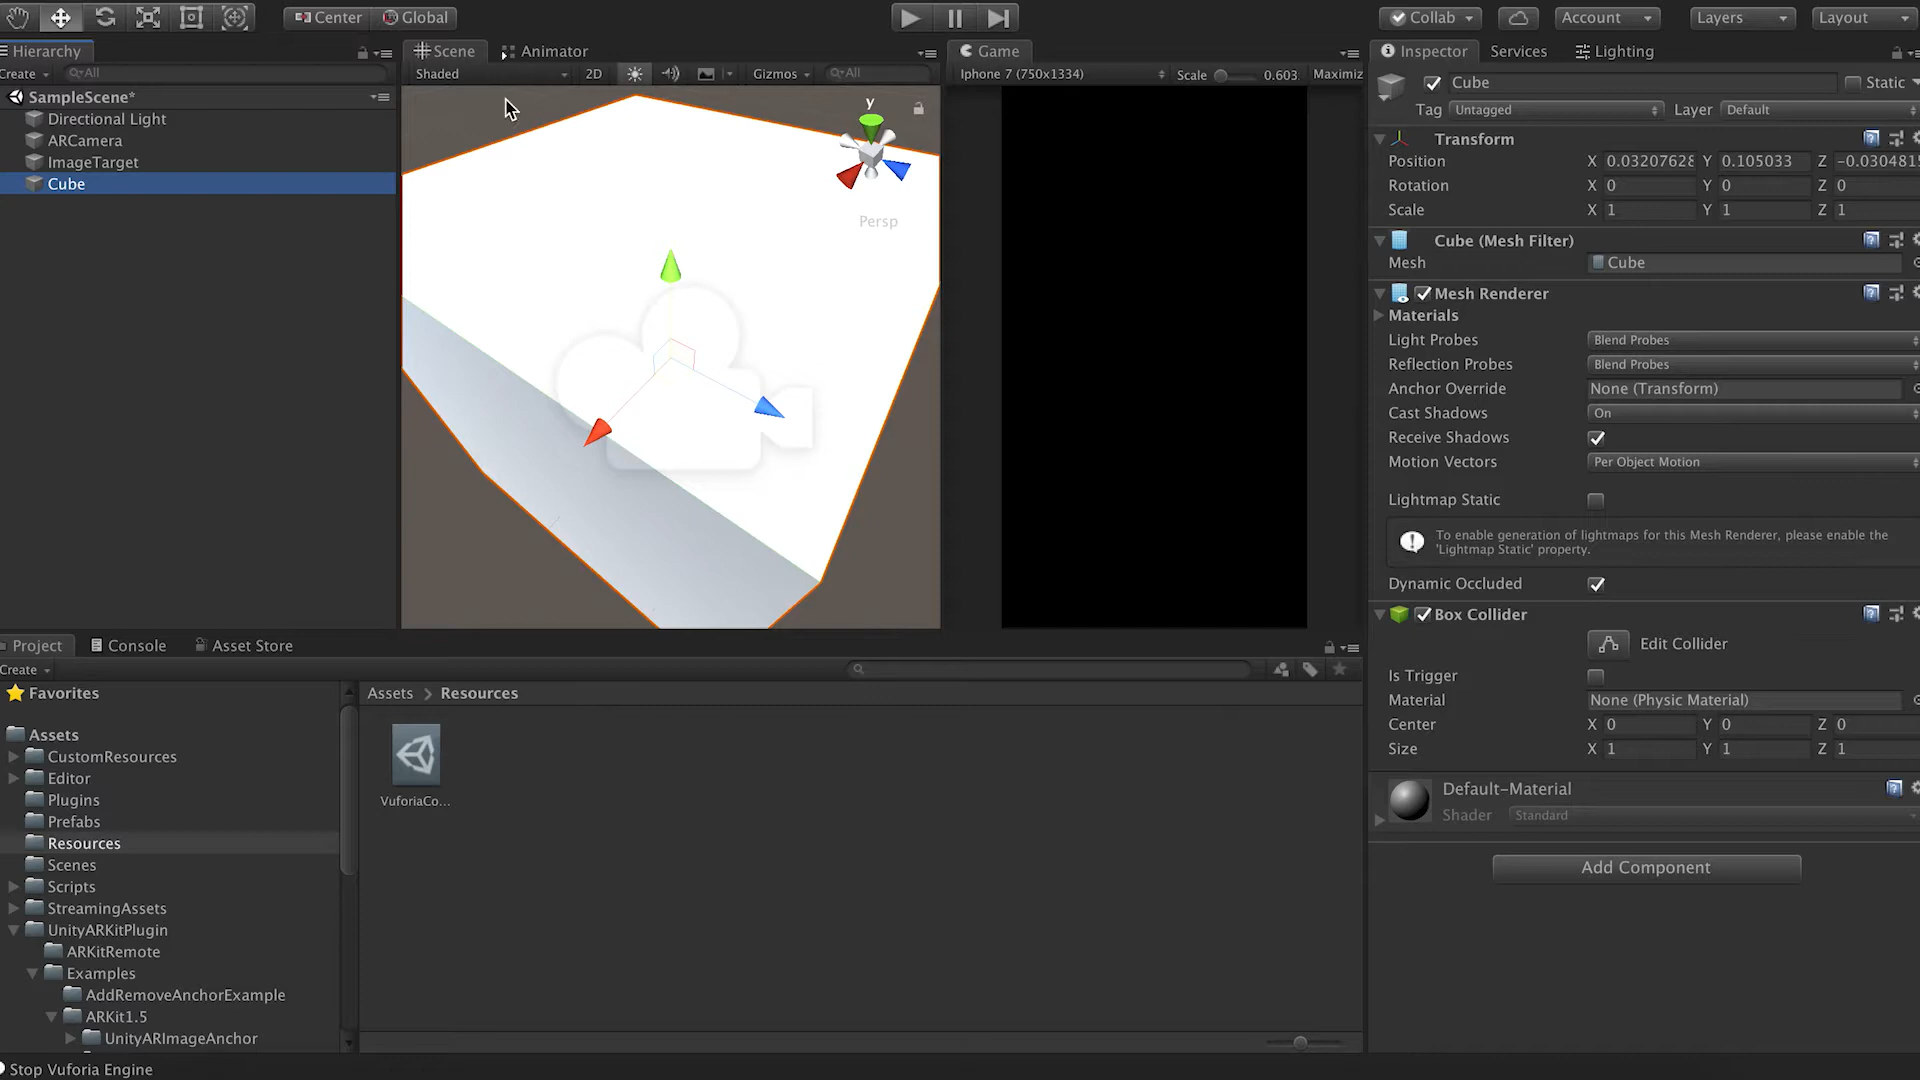 Center Global
Collab Account Layers Layout
Hierarchy
Create All
SampleScene*
Directional Light
ARCamera
ImageTarget
Cube
Scene Animator
Shaded 2D Gizmos All
y
Persp
Game
Iphone 7 (750x1334) Scale 0.603 Maximiz
Inspector Services Lighting
Cube Static
Tag Untagged Layer Default
Transform
Position X 0.03207628 Y 0.105033 Z -0.0304815
Rotation X 0 Y 0 Z 0
Scale X 1 Y 1 Z 1
Cube (Mesh Filter)
Mesh Cube
Mesh Renderer
Materials
Light Probes Blend Probes
Reflection Probes Blend Probes
Anchor Override None (Transform)
Cast Shadows On
Receive Shadows
Motion Vectors Per Object Motion
Lightmap Static
To enable generation of lightmaps for this Mesh Renderer, please enable the
'Lightmap Static' property.
Dynamic Occluded
Box Collider
Edit Collider
Is Trigger
Material None (Physic Material)
Center X 0 Y 0 Z 0
Size X 1 Y 1 Z 1
Default-Material
Shader Standard
Add Component
Project Console Asset Store
Create
Favorites
Assets
CustomResources
Editor
Plugins
Prefabs
Resources
Scenes
Scripts
StreamingAssets
UnityARKitPlugin
ARKitRemote
Examples
AddRemoveAnchorExample
ARKit1.5
UnityARImageAnchor
Assets > Resources
VuforiaCo...
Stop Vuforia Engine